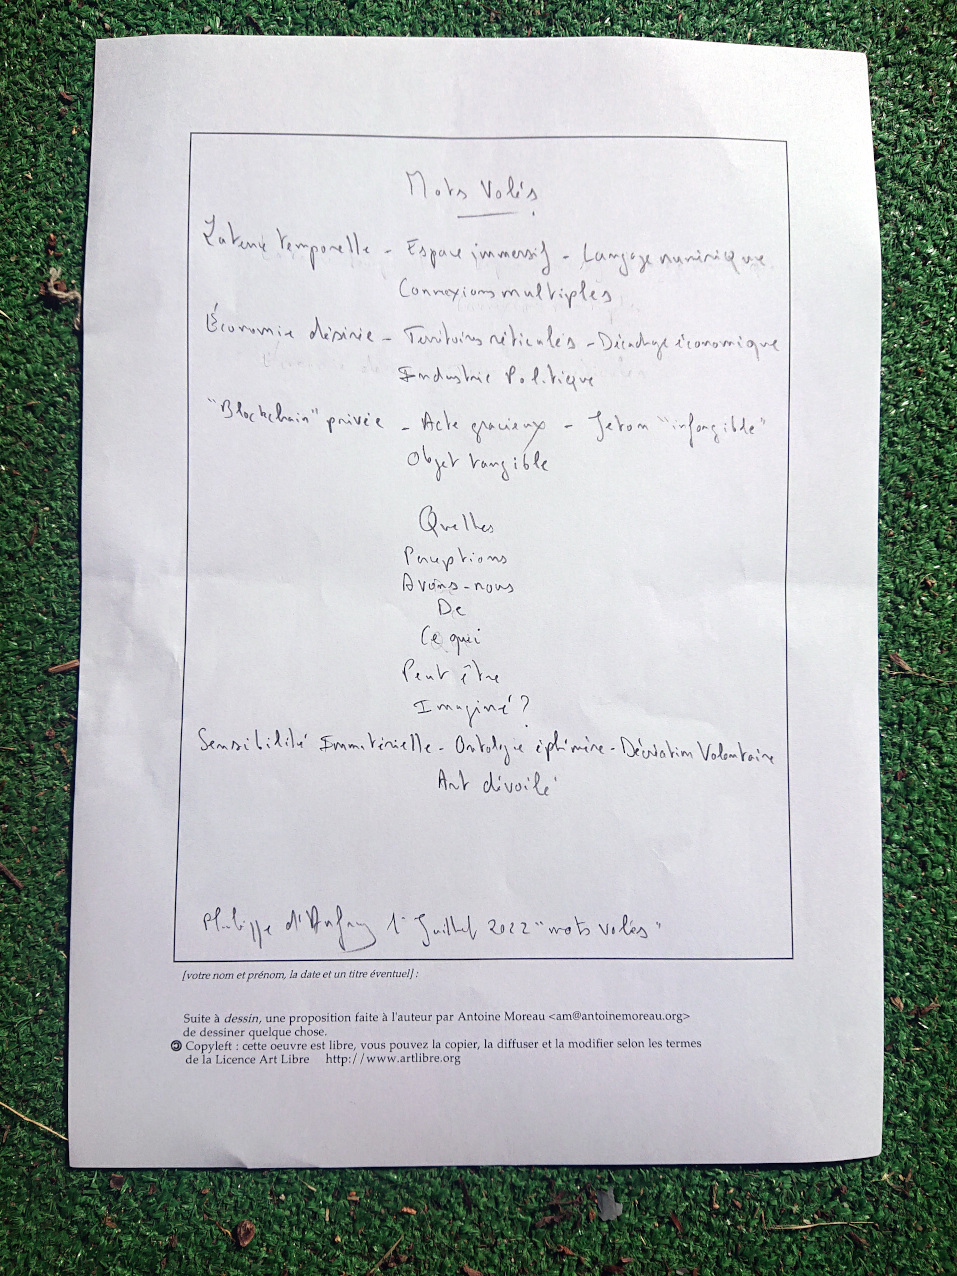 Mots Volés
Latence temporelle - Espace immersif - Langage numérique
Connexions multiples
Économie désirée - Territoires réticulés - Décadage économique
Industrie Politique
"Blockchain" privée - Acte gracieux - Jeton "infongible"
Objet tangible
Quelles
Perceptions
Avons-nous
De
Ce qui
Peut être
Imaginé ?
Sensibilité Immatérielle - Ontologie éphémère - Déviation Volontaire
Art dévoilé
Philippe 1er Juillet 2022 "mots volés"
[votre nom et prénom, la date et un titre éventuel] :
Suite à dessin, une proposition faite à l'auteur par Antoine Moreau <am@antoinemoreau.org>
de dessiner quelque chose.
Copyleft : cette oeuvre est libre, vous pouvez la copier, la diffuser et la modifier selon les termes
de la Licence Art Libre http://www.artlibre.org